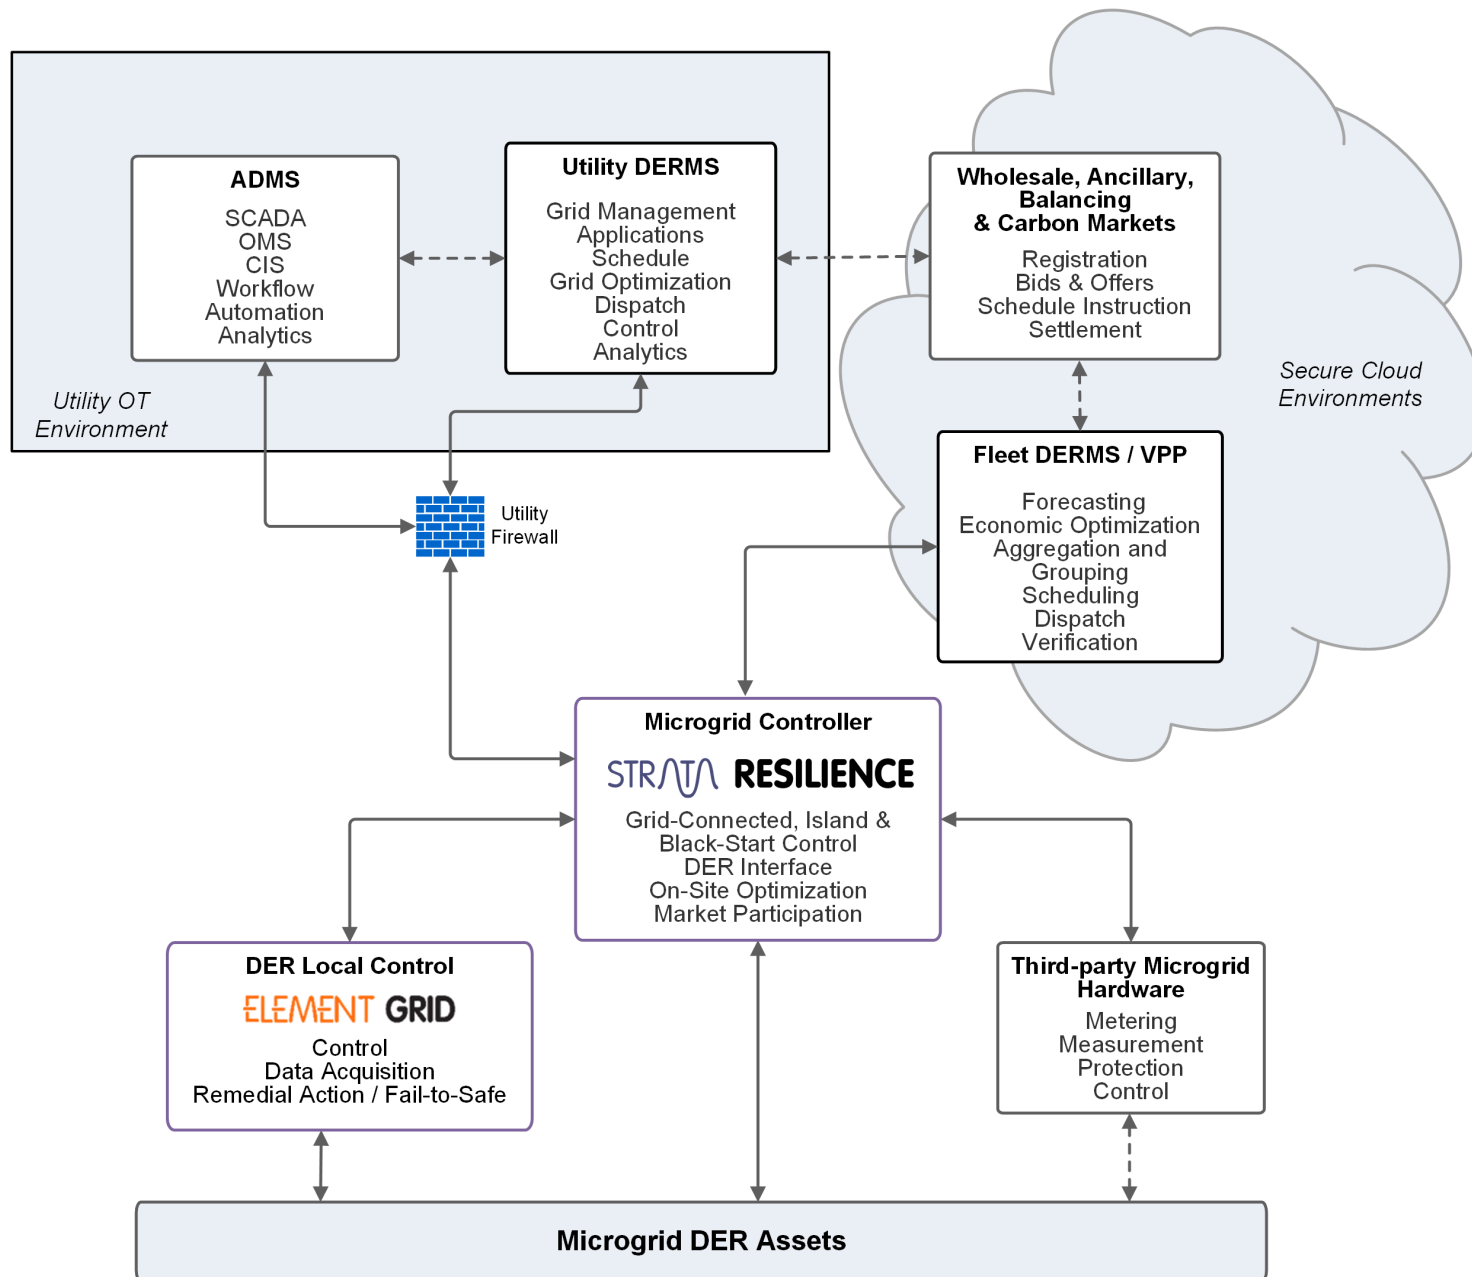 ADMS
SCADA
OMS
CIS
Workflow
Automation
Analytics
Utility DERMS
Grid Management
Applications
Schedule
Grid Optimization
Dispatch
Control
Analytics
Utility OT
Environment
Wholesale, Ancillary,
Balancing
& Carbon Markets
Registration
Bids & Offers
Schedule Instruction
Settlement
Secure Cloud
Environments
Fleet DERMS / VPP
Forecasting
Economic Optimization
Aggregation and
Grouping
Scheduling
Dispatch
Verification
Utility
Firewall
Microgrid Controller
STRATA RESILIENCE
Grid-Connected, Island &
Black-Start Control
DER Interface
On-Site Optimization
Market Participation
DER Local Control
ELEMENT GRID
Control
Data Acquisition
Remedial Action / Fail-to-Safe
Third-party Microgrid
Hardware
Metering
Measurement
Protection
Control
Microgrid DER Assets